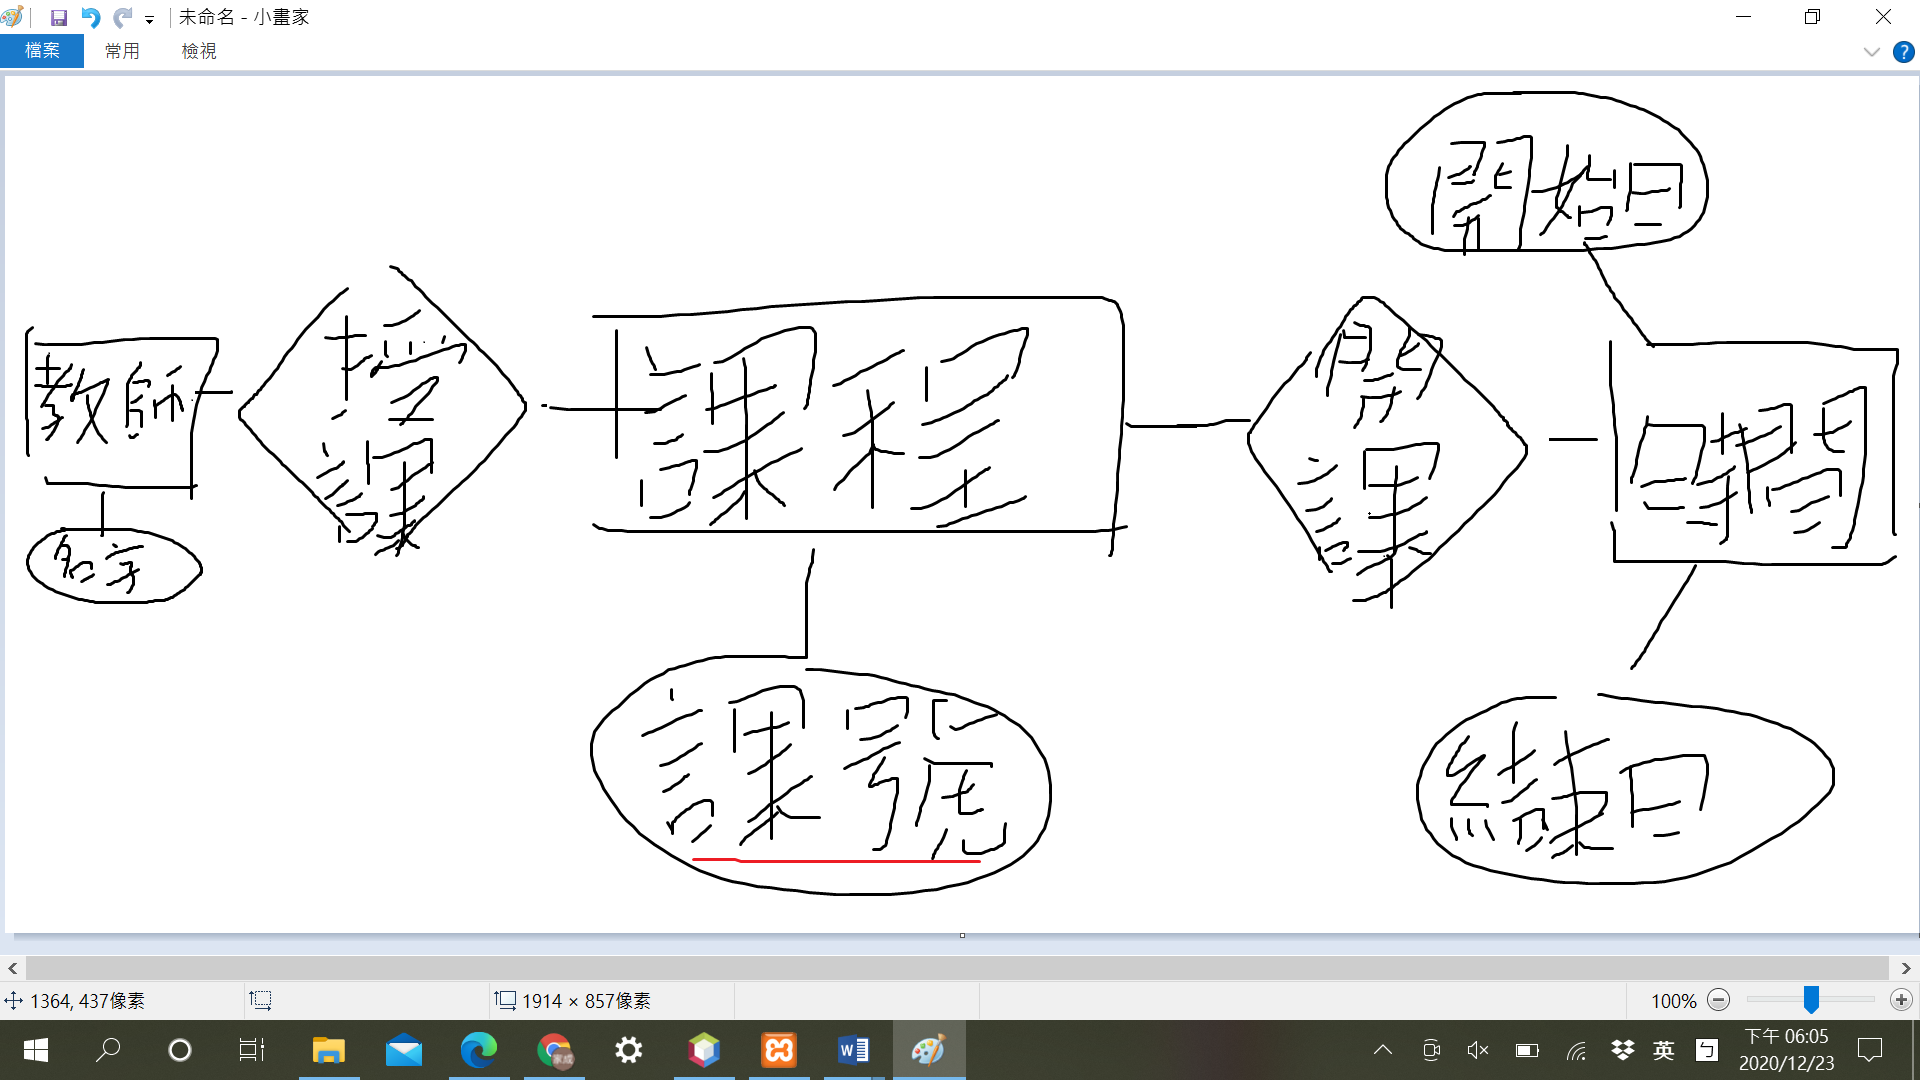 未命名 - 小畫家
檔案 常用 檢視
開始日
教師
授課
課程
開課
時間
名字
課號
結束日
1364, 437像素
1914 × 857像素
100%
英
ㄅ
下午 06:05
2020/12/23